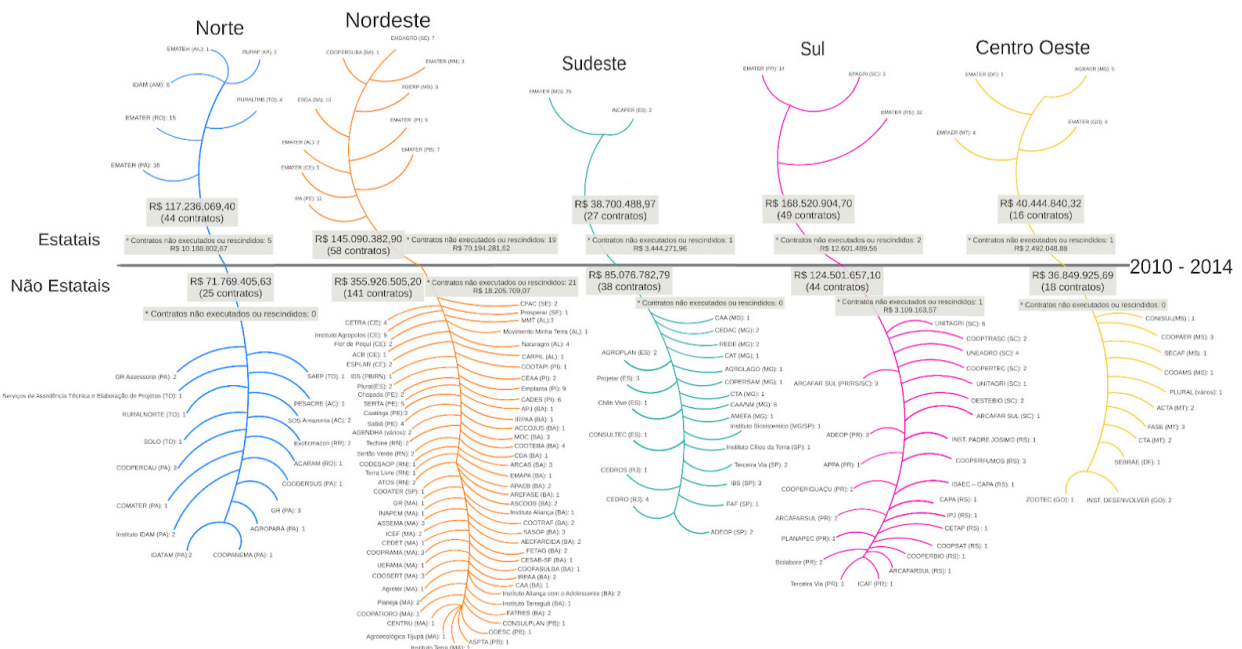 Norte
EMATER (AL): 1
RURAP (AP): 2
IDAM (AM): 6
RURALTINS (TO): 4
EMATER (RO): 15
EMATER (PA): 16
R$ 117.236.069,40
(44 contratos)
* Contratos não executados ou rescindidos: 5
R$ 10.188.802,67
Nordeste
EMDAGRO (SE): 7
COOPERSUBA (BA): 1
EMATER (RN): 3
AGERP (MG): 3
EBDA (BA): 10
EMATER (PI): 5
EMATER (AL): 2
EMATER (PB): 7
EMATER (CE): 3
IPA (PE): 12
R$ 145.090.382,90
(58 contratos)
* Contratos não executados ou rescindidos: 19
R$ 70.194.281,62
Sudeste
EMATER (MG): 25
INCAPER (ES): 2
R$ 38.700.488,97
(27 contratos)
* Contratos não executados ou rescindidos: 1
R$ 3.444.271,96
Sul
EMATER (PR): 14
EPAGRI (SC): 3
EMATER (RS): 32
R$ 168.520.904,70
(49 contratos)
* Contratos não executados ou rescindidos: 2
R$ 12.601.489,56
Centro Oeste
EMATER (DF): 1
AGRAER (MS): 5
EMPAER (MT): 4
EMATER (GO): 6
R$ 40.444.840,32
(16 contratos)
* Contratos não executados ou rescindidos: 1
R$ 2.492.048,86
Estatais
2010 - 2014
Não Estatais
R$ 71.769.405,63
(25 contratos)
* Contratos não executados ou rescindidos: 0
GR Assessoria (PA): 2
SAEP (TO): 1
Serviços de Assistência Técnica e Elaboração de Projetos (TO): 1
PESACRE (AC): 1
RURALNORTE (TO): 1
SOS Amazonia (AC): 2
SOLO (TO): 1
Exoticmazon (RR): 2
COOPERCAU (PA): 2
ACARAM (RO): 1
COODERSUS (PA): 1
COMATER (PA): 1
GR (PA): 3
AGROPARÁ (PA): 1
Instituto IDAM (PA): 2
IDATAM (PA):2
COOPANEMA (PA): 1
R$ 355.926.505,20
(141 contratos)
* Contratos não executados ou rescindidos: 21
R$ 18.205.709,07
CETRA (CE): 4
Instituto Agropolos (CE): 9
Flor do Pequi (CE): 2
ACB (CE): 1
ESPLAR (CE): 2
IDS (PB/RN): 1
Plural(ES): 2
Chapada (PE): 2
SERTA (PE): 5
Caatinga (PB): 3
Sabiá (PE): 4
AGENDHA (vários): 2
Techine (RN): 2
Sertão Verde (RN): 2
CODESAOP (RN): 1
Terra Livre (RN): 1
ATOS (RN): 2
COODATER (SP): 1
GR (MA): 1
INAPEM (MA): 1
ASSEMA (MA): 3
ICEF (MA): 2
CEDET (MA): 1
COOPRAMA (MA): 3
UEFAMA (MA): 1
COOSERT (MA): 3
Agroter (MA): 1
Planeja (MA): 2
COOPATIORO (MA): 1
CENTRU (MA): 1
Agroecológica Tijupá (MA): 1
Instituto Terra (MA): 1
CFAC (SE): 2
Prosperar (SE): 1
MMT (AL):3
Movimento Minha Terra (AL): 1
Naturagro (AL): 4
CARPIL (AL): 1
COOTAPI (PI): 1
CEAA (PI): 2
Emplanta (PI): 9
CADES (PI): 6
APJ (BA): 1
IRPAA (BA): 1
ACCOJUS (BA): 1
MOC (BA): 3
COOTEBA (BA): 4
CDA (BA): 1
ARCAS (BA): 3
EMAPA (BA): 1
APAEB (BA): 2
AREFASE (BA): 1
ASCOOB (BA): 2
Instituto Aliança (BA): 1
COOTRAF (BA): 2
SASOP (BA): 3
AECFARCIDA (BA): 2
FETAG (BA): 2
CESAB-SF (BA): 1
COOFASULBA (BA): 1
IRPAA (BA): 2
CAA (BA): 1
Instituto Aliança com o Adolescente (BA): 2
Instituto Terraguá (BA): 1
FATRES (BA): 2
CONSULPLAN (PB): 1
ODESC (PB): 1
ASPTA (PB): 1
R$ 85.076.782,79
(38 contratos)
* Contratos não executados ou rescindidos: 0
CAA (MG): 1
CEDAC (MG): 2
REDE (MG): 2
AGROPLAN (ES): 2
CAT (MG): 1
AGROLAGO (MG): 1
Projetar (ES): 3
COPERSAM (MG): 1
CTA (MG): 1
Chão Vivo (ES): 1
CAA/NM (MG): 6
AMEFA (MG): 1
Instituto Biosistemico (MG/SP): 1
CONSULTEC (ES): 1
Instituto Cílios da Terra (SP): 1
Terceira Via (SP): 2
CEDROS (RJ): 1
IBS (SP): 3
CEDRO (RJ): 4
FAF (SP): 1
ADEOP (SP): 2
R$ 124.501.657,10
(44 contratos)
* Contratos não executados ou rescindidos: 1
R$ 3.109.163,57
UNITAGRI (SC): 6
COOPTRASC (SC): 2
UNEAGRO (SC): 4
COOPERTEC (SC): 2
ARCAFAR SUL (PR/RS/SC): 3
UNITAGRI (SC): 1
DESTEBIO (SC): 2
ARCAFAR SUL (SC): 1
ADEOP (PR): 3
INST. PADRE JOSIMO (RS): 4
APPA (PR): 1
COOPERFUMOS (RS): 3
COOPERIGUAÇU (PR): 1
ISAEC – CAPA (RS): 1
CAPA (RS): 1
ARCAFARSUL (PR): 2
IPJ (RS): 1
CETAP (RS) : 1
PLANAPEC (PR): 1
COOPSAT (RS): 1
Biolabore (PR): 2
COOPERBIO (RS): 1
ARCAFARSUL (RS): 1
Terceira Via (PR): 1
ICAF (PR): 1
R$ 36.849.925,69
(18 contratos)
* Contratos não executados ou rescindidos: 0
CONISUL(MS): 1
COOPAER (MS): 3
SECAF (MS): 1
CODAMS (MS): 1
PLURAL (vários): 1
ACTA (MT): 2
FASE (MT): 3
CTA (MT): 2
SEBRAE (DF): 1
ZOOTEC (GO): 1
INST. DESENVOLVER (GO): 2